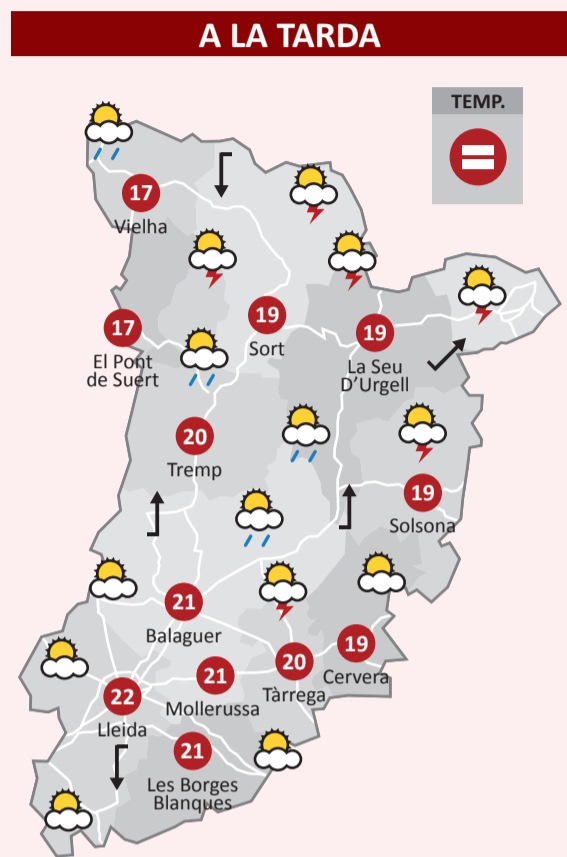 A LA TARDA
TEMP.
17
Vielha
17
El Pont
de Suert
19
Sort
19
La Seu
D'Urgell
20
Tremp
19
Solsona
21
Balaguer
19
Cervera
20
Tàrrega
21
Mollerussa
22
Lleida
21
Les Borges
Blanques